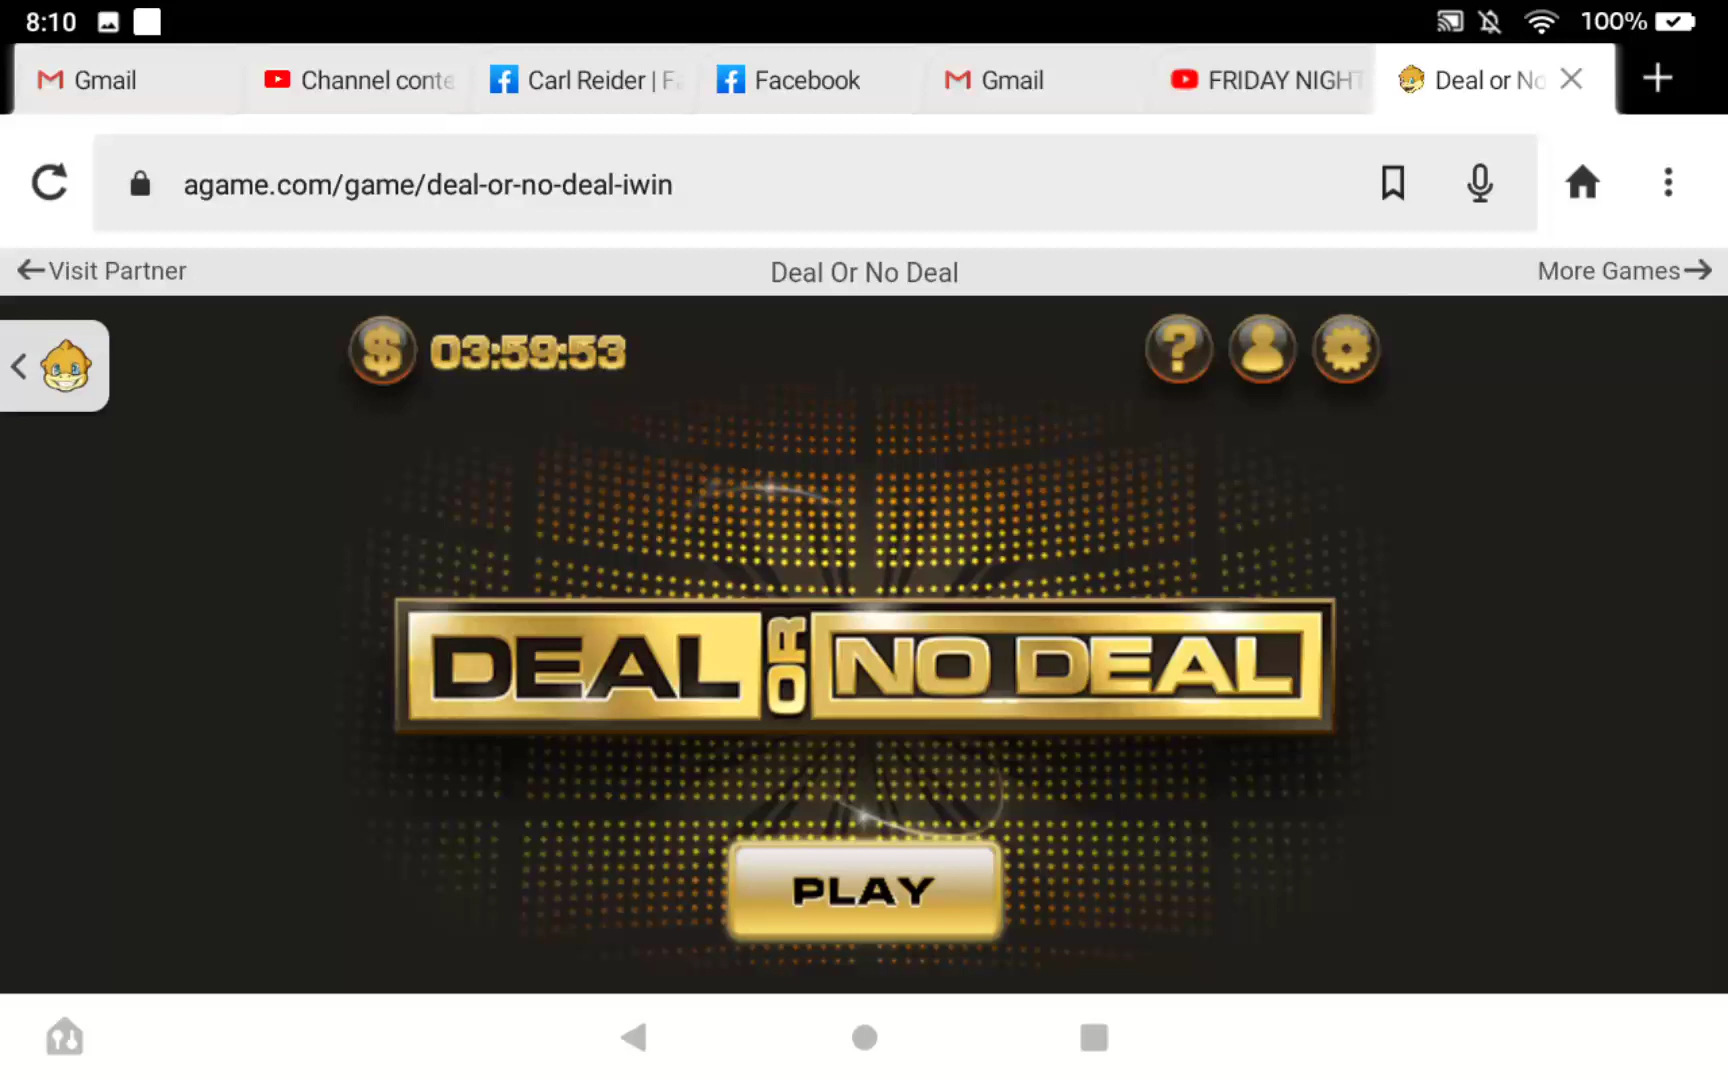 8:10 100%
Gmail Channel conte Carl Reider | Fa Facebook Gmail FRIDAY NIGHT Deal or No
agame.com/game/deal-or-no-deal-iwin
Visit Partner Deal Or No Deal More Games
$ 03:59:53 ?
DEAL OR NO DEAL
PLAY